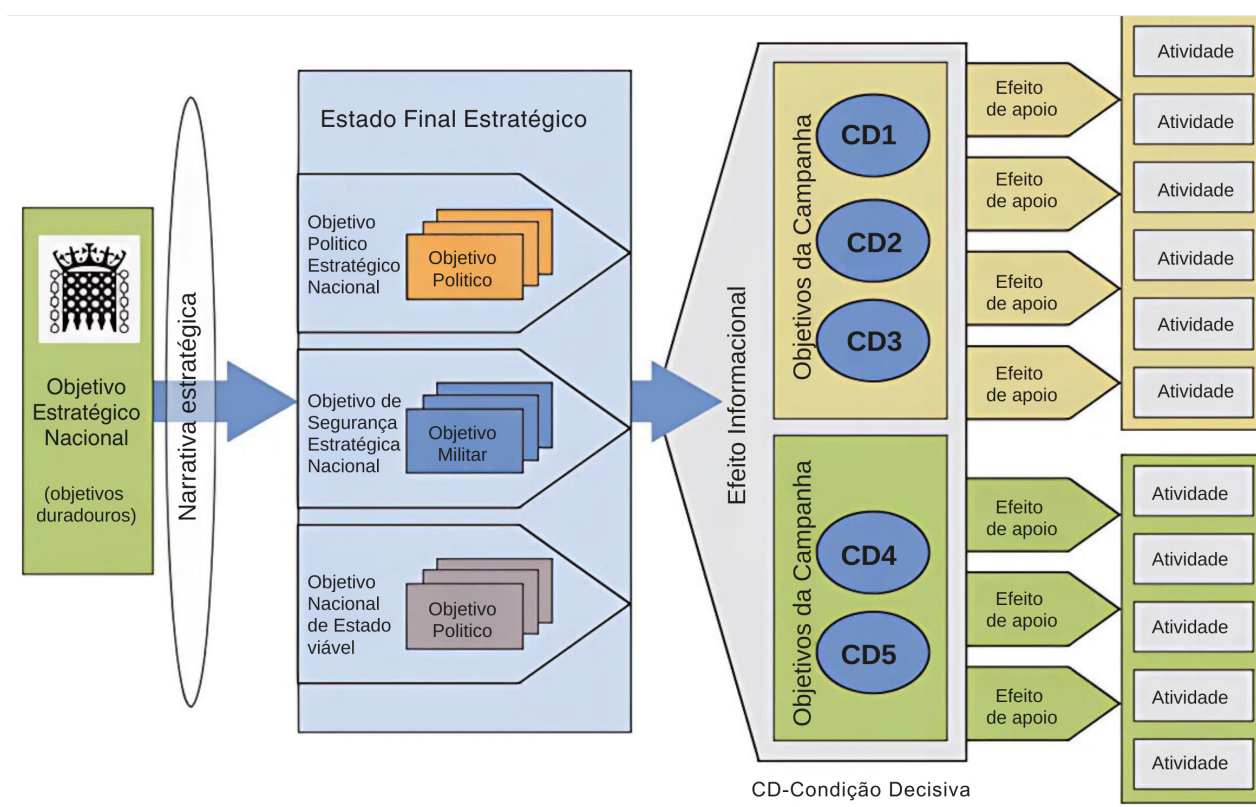 Objetivo
Estratégico
Nacional
(objetivos
duradouros)
Narrativa estratégica
Estado Final Estratégico
Objetivo
Politico
Estratégico
Nacional
Objetivo
Politico
Objetivo de
Segurança
Estratégica
Nacional
Objetivo
Militar
Objetivo
Nacional
de Estado
viável
Objetivo
Politico
Efeito Informacional
Objetivos da Campanha
CD1
CD2
CD3
Objetivos da Campanha
CD4
CD5
Efeito
de apoio
Efeito
de apoio
Efeito
de apoio
Efeito
de apoio
Efeito
de apoio
Efeito
de apoio
Efeito
de apoio
Atividade
Atividade
Atividade
Atividade
Atividade
Atividade
Atividade
Atividade
Atividade
Atividade
Atividade
CD-Condição Decisiva